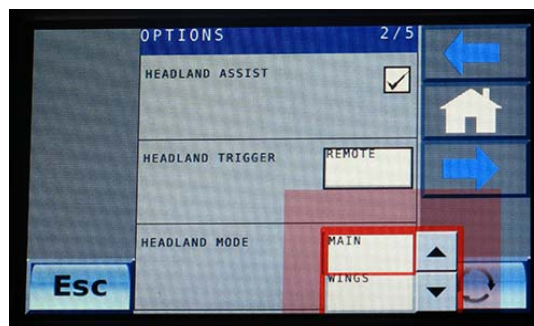 OPTIONS 2/5
HEADLAND ASSIST
HEADLAND TRIGGER REMOTE
HEADLAND MODE MAIN
WINGS
Esc